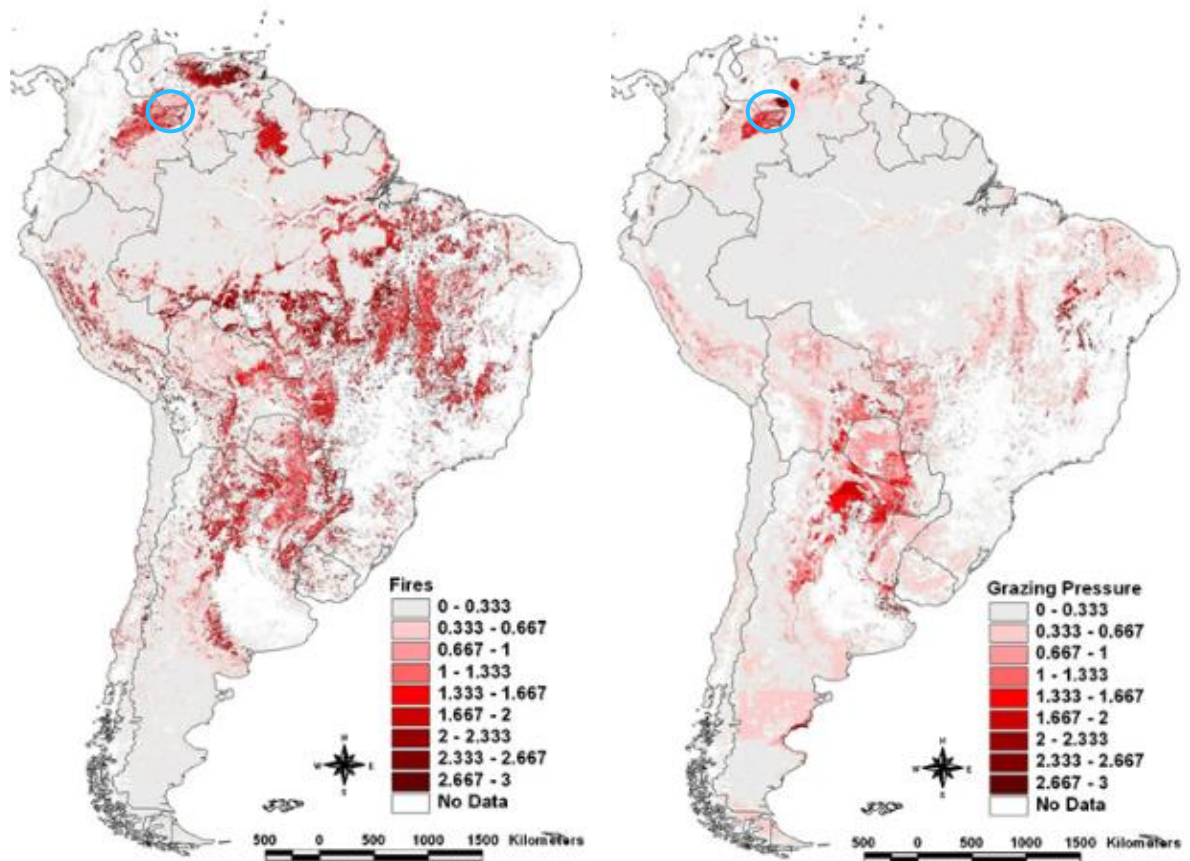 Fires
0 - 0.333
0.333 - 0.667
0.667 - 1
1 - 1.333
1.333 - 1.667
1.667 - 2
2 - 2.333
2.333 - 2.667
2.667 - 3
No Data
N
W E
S
500 0 500 1000 1500 Kilometers
Grazing Pressure
0 - 0.333
0.333 - 0.667
0.667 - 1
1 - 1.333
1.333 - 1.667
1.667 - 2
2 - 2.333
2.333 - 2.667
2.667 - 3
No Data
N
W E
S
500 0 500 1000 1500 Kilometers